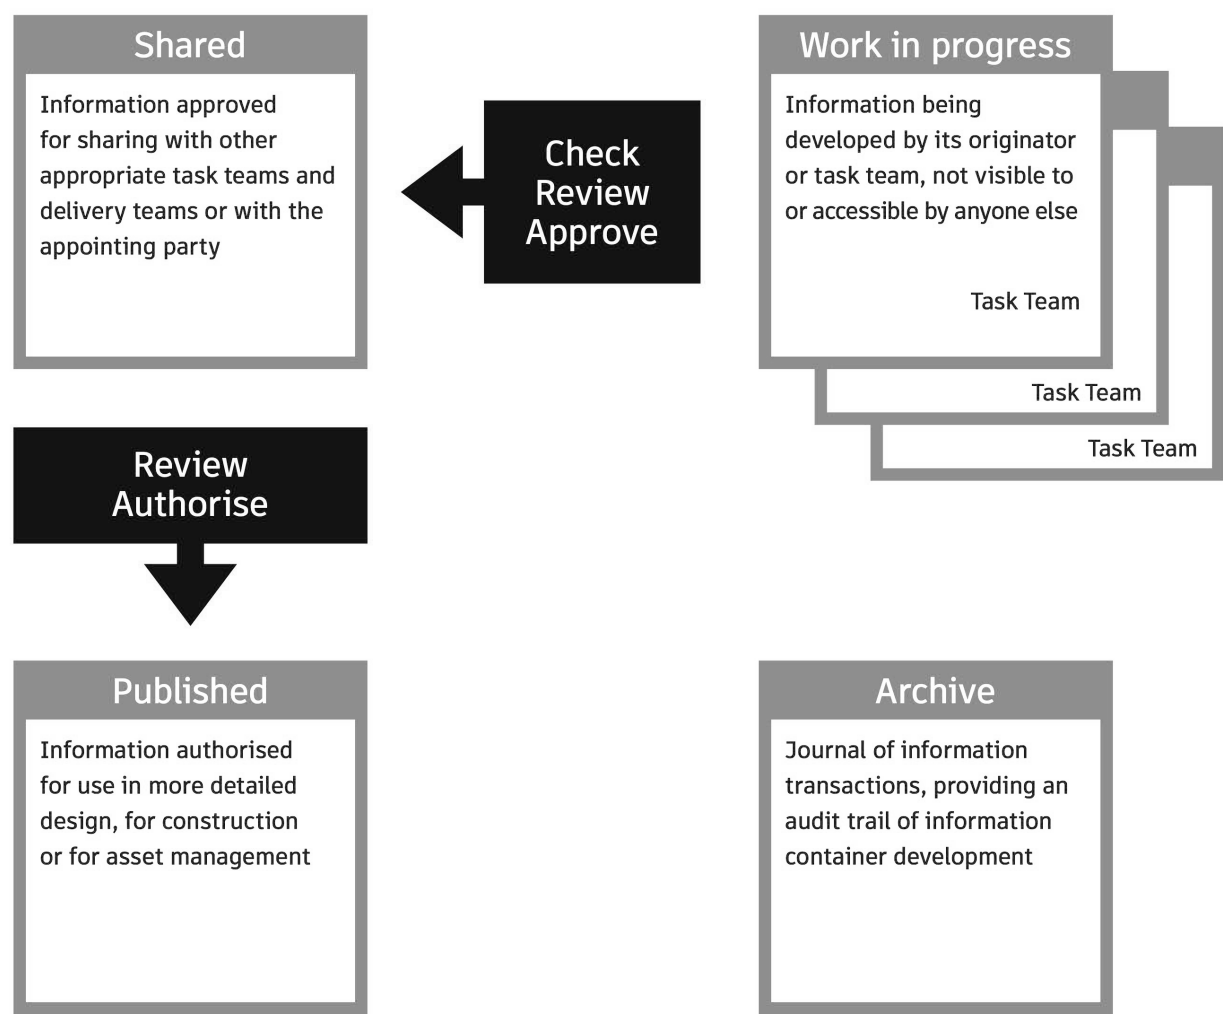 Shared
Information approved
for sharing with other
appropriate task teams and
delivery teams or with the
appointing party
Check
Review
Approve
Work in progress
Information being
developed by its originator
or task team, not visible to
or accessible by anyone else
Task Team
Task Team
Task Team
Review
Authorise
Published
Information authorised
for use in more detailed
design, for construction
or for asset management
Archive
Journal of information
transactions, providing an
audit trail of information
container development